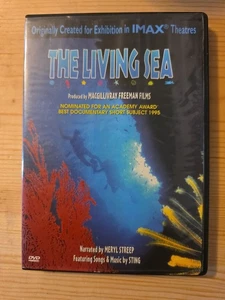 Originally Created for Exhibition in IMAX® Theatres
THE LIVING SEA
Produced by MACGILLIVRAY FREEMAN FILMS
NOMINATED FOR AN ACADEMY AWARD
BEST DOCUMENTARY SHORT SUBJECT 1995
Narrated by MERYL STREEP
Featuring Songs & Music by STING
DVD